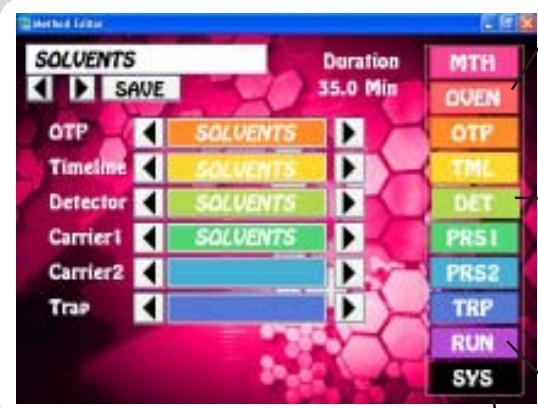 Method Editor
SOLVENTS
SAVE
Duration
35.0 Min
OTP SOLVENTS
Timeline SOLVENTS
Detector SOLVENTS
Carrier1 SOLVENTS
Carrier2
Trap
MTH
OVEN
OTP
TML
DET
PRS1
PRS2
TRP
RUN
SYS